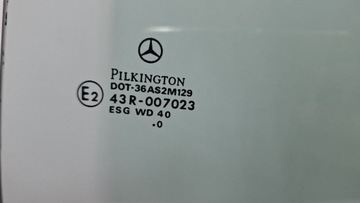 PILKINGTON
DOT-36AS2M129
E2 43R-007023
ESG WD 40
.0